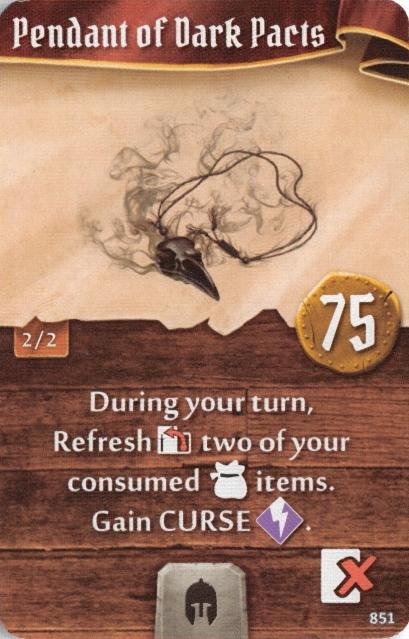 Pendant of Dark Pacts
75
2/2
During your turn,
Refresh two of your
consumed items.
Gain CURSE .
851